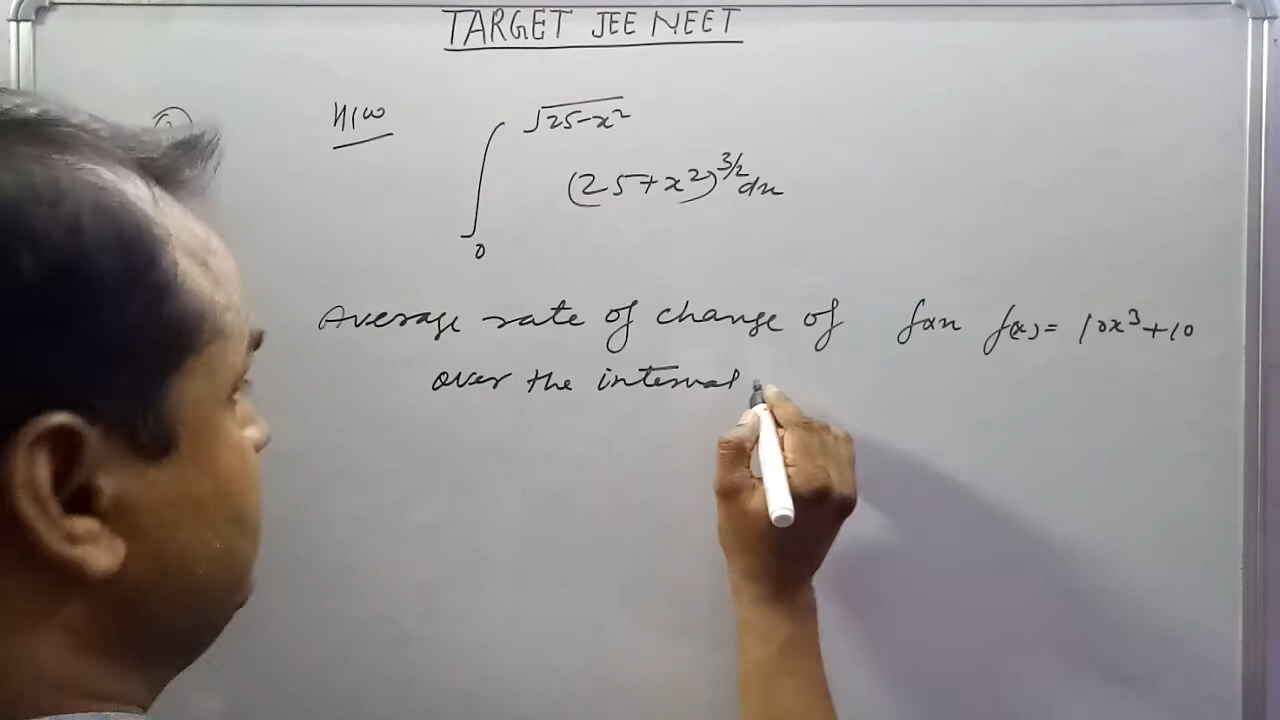 TARGET JEE NEET
H/W
√25-x²
∫ (25+x²)^3/2 dx
0
Average rate of change of fxn f(x)= 10x³+10
over the interval